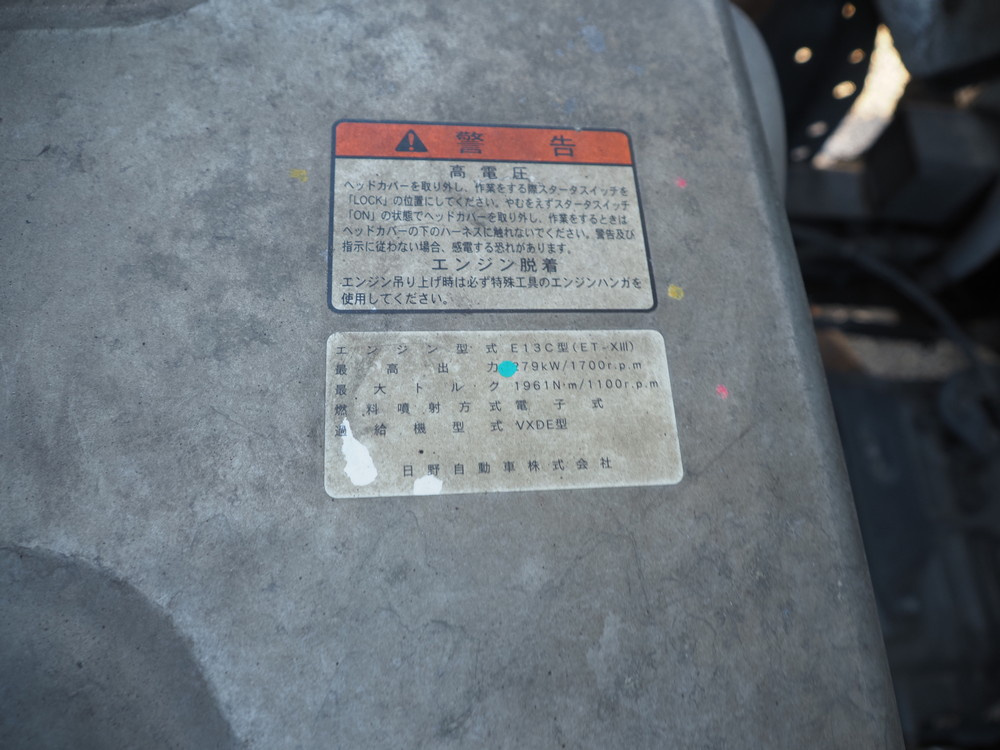 警告
高電圧
ヘッドカバーを取り外し、作業をする際スタータスイッチを
「LOCK」の位置にしてください。やむをえずスタータスイッチ
「ON」の状態でヘッドカバーを取り外し、作業をするときは
ヘッドカバーの下のハーネスに触れないでください。警告及び
指示に従わない場合、感電する恐れがあります。
エンジン脱着
エンジン吊り上げ時は必ず特殊工具のエンジンハンガを
使用してください。
エンジン型式 E13C型(ET-XIII)
最高出力 279kW/1700r.p.m
最大トルク 1961N·m/1100r.p.m
燃料噴射方式 電子式
過給機型式 VXDE型
日野自動車株式会社